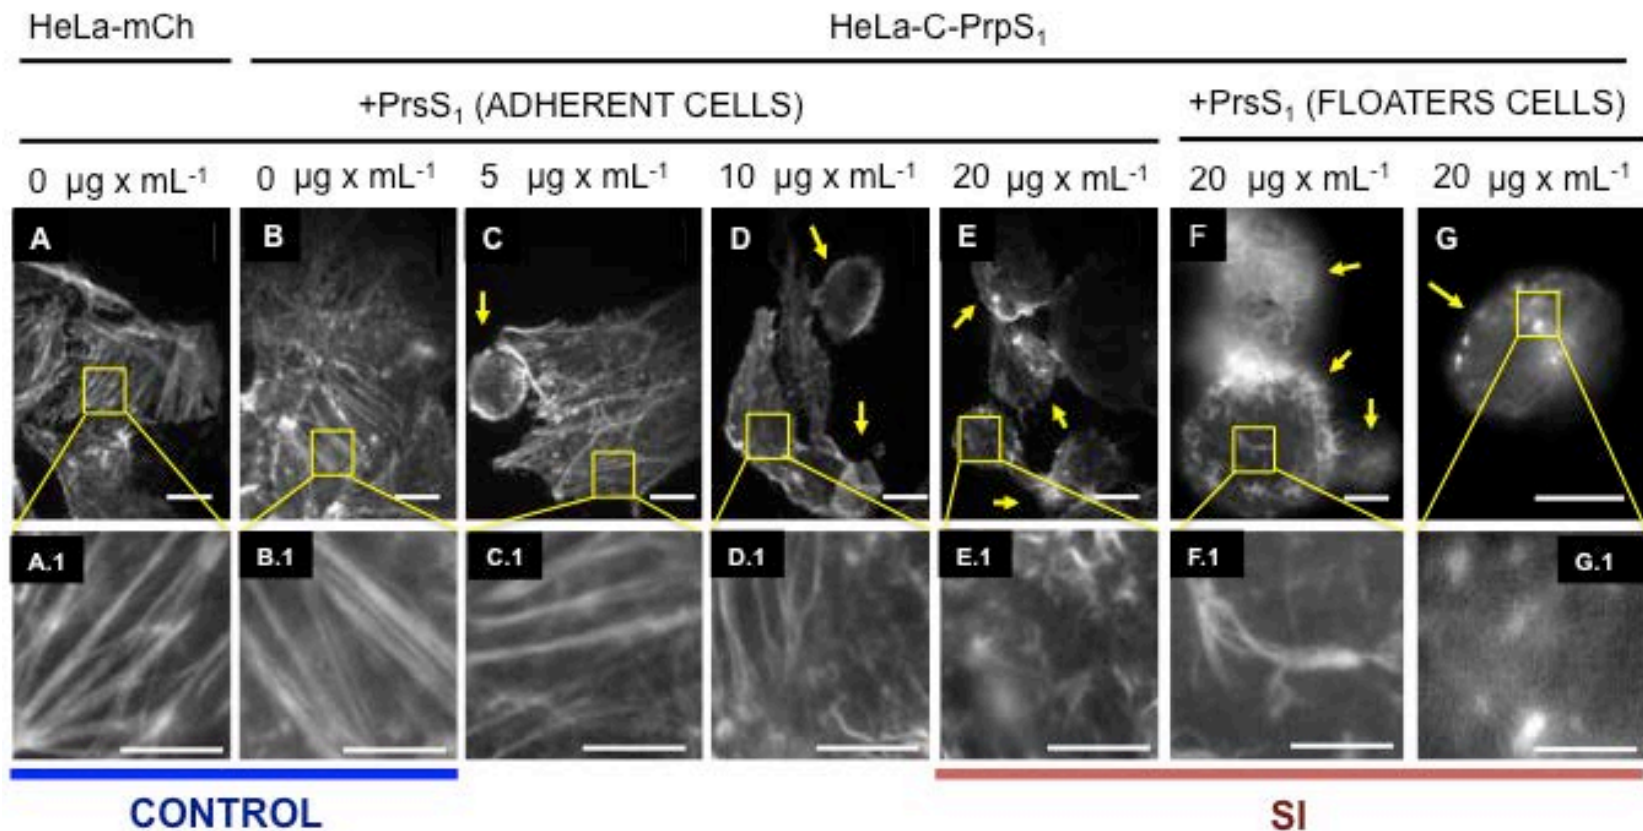 HeLa-mCh HeLa-C-PrpS₁
+PrsS₁ (ADHERENT CELLS) +PrsS₁ (FLOATERS CELLS)
0 µg x mL⁻¹ 0 µg x mL⁻¹ 5 µg x mL⁻¹ 10 µg x mL⁻¹ 20 µg x mL⁻¹ 20 µg x mL⁻¹ 20 µg x mL⁻¹
A B C D E F G
A.1 B.1 C.1 D.1 E.1 F.1 G.1
CONTROL SI